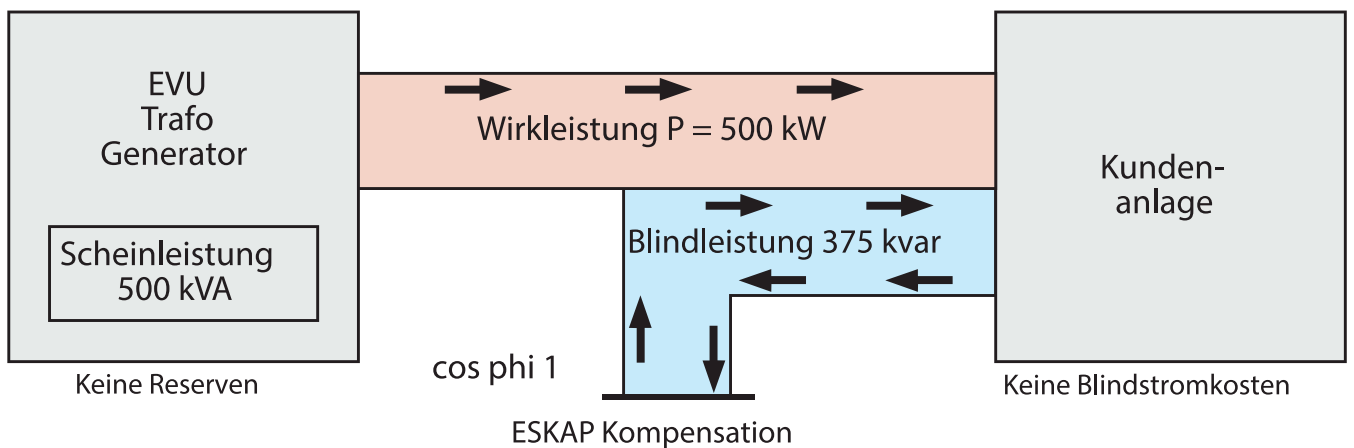 EVU
Trafo
Generator
Scheinleistung
500 kVA
Keine Reserven
Wirkleistung P = 500 kW
Blindleistung 375 kvar
cos phi 1
ESKAP Kompensation
Kunden-
anlage
Keine Blindstromkosten